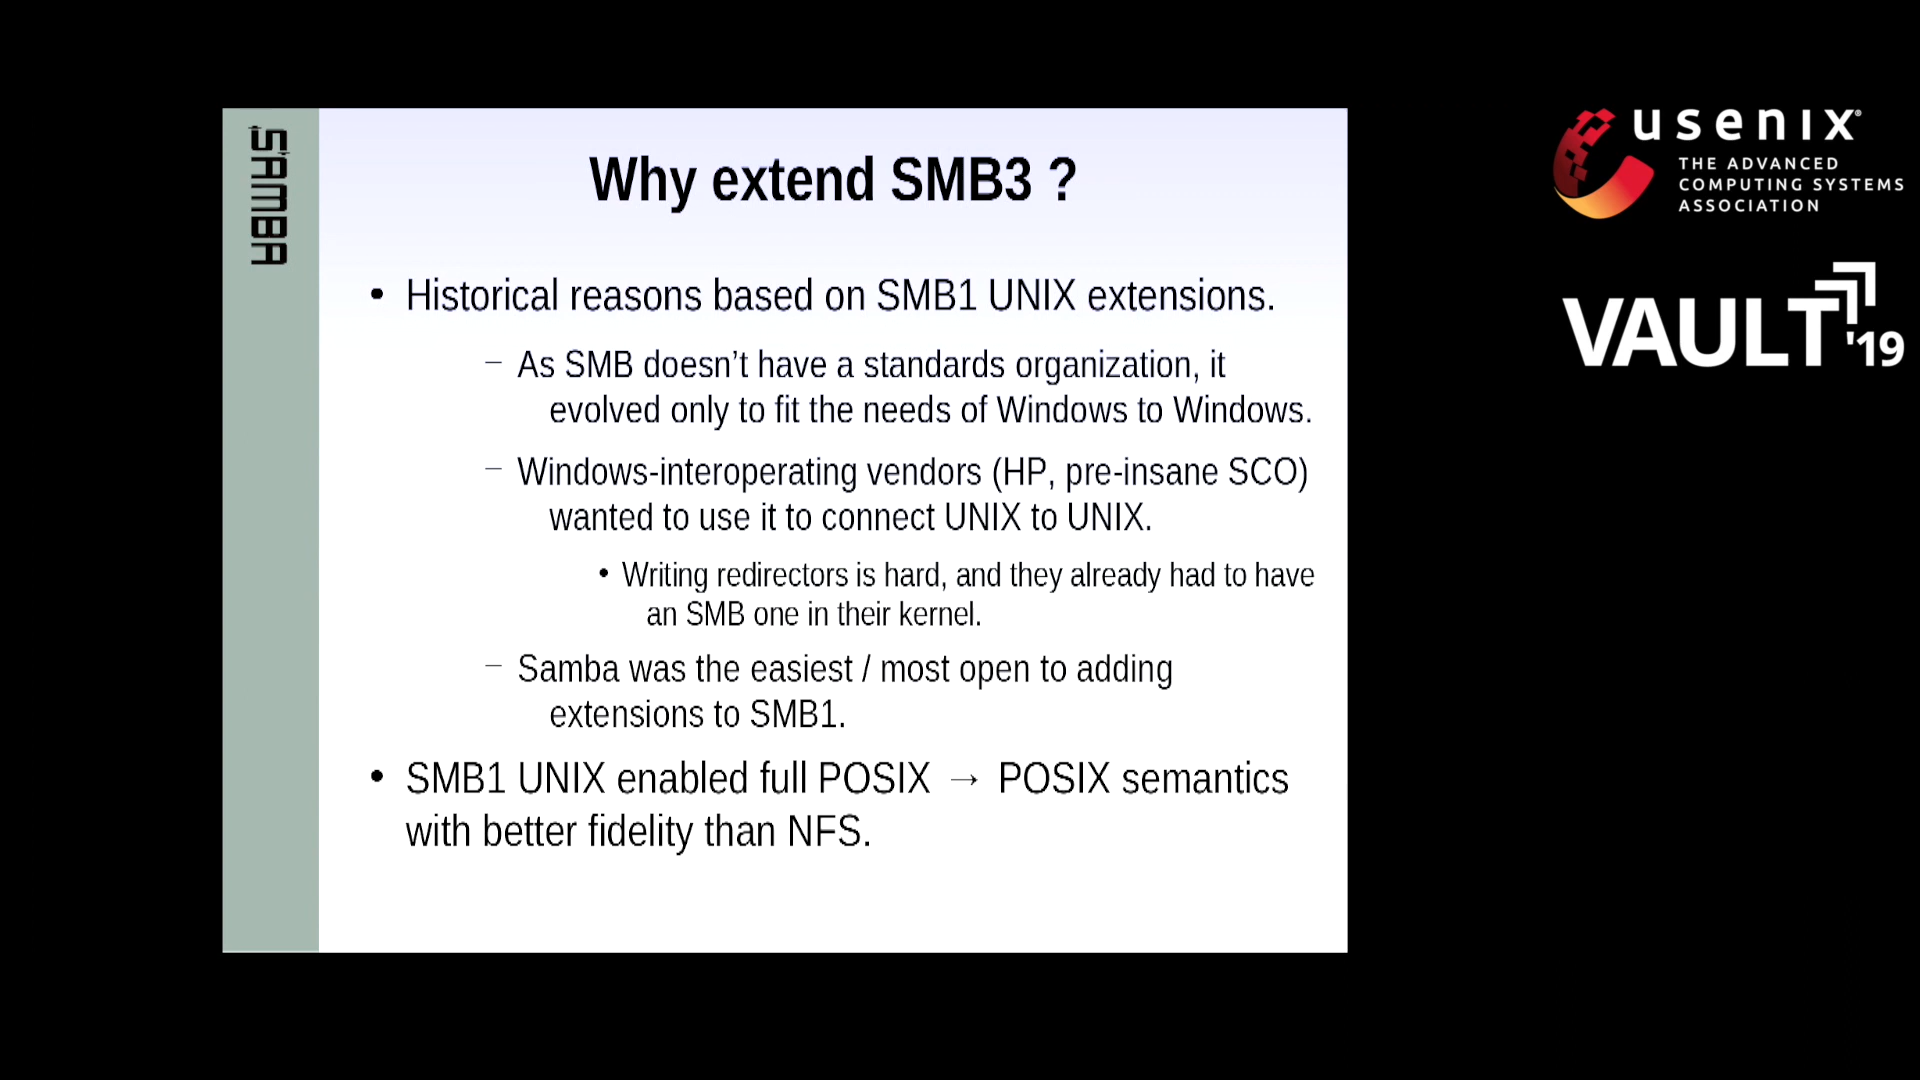 SAMBA
Why extend SMB3 ?
• Historical reasons based on SMB1 UNIX extensions.
– As SMB doesn’t have a standards organization, it
evolved only to fit the needs of Windows to Windows.
– Windows-interoperating vendors (HP, pre-insane SCO)
wanted to use it to connect UNIX to UNIX.
• Writing redirectors is hard, and they already had to have
an SMB one in their kernel.
– Samba was the easiest / most open to adding
extensions to SMB1.
• SMB1 UNIX enabled full POSIX → POSIX semantics
with better fidelity than NFS.
usenix®
THE ADVANCED
COMPUTING SYSTEMS
ASSOCIATION
VAULT '19